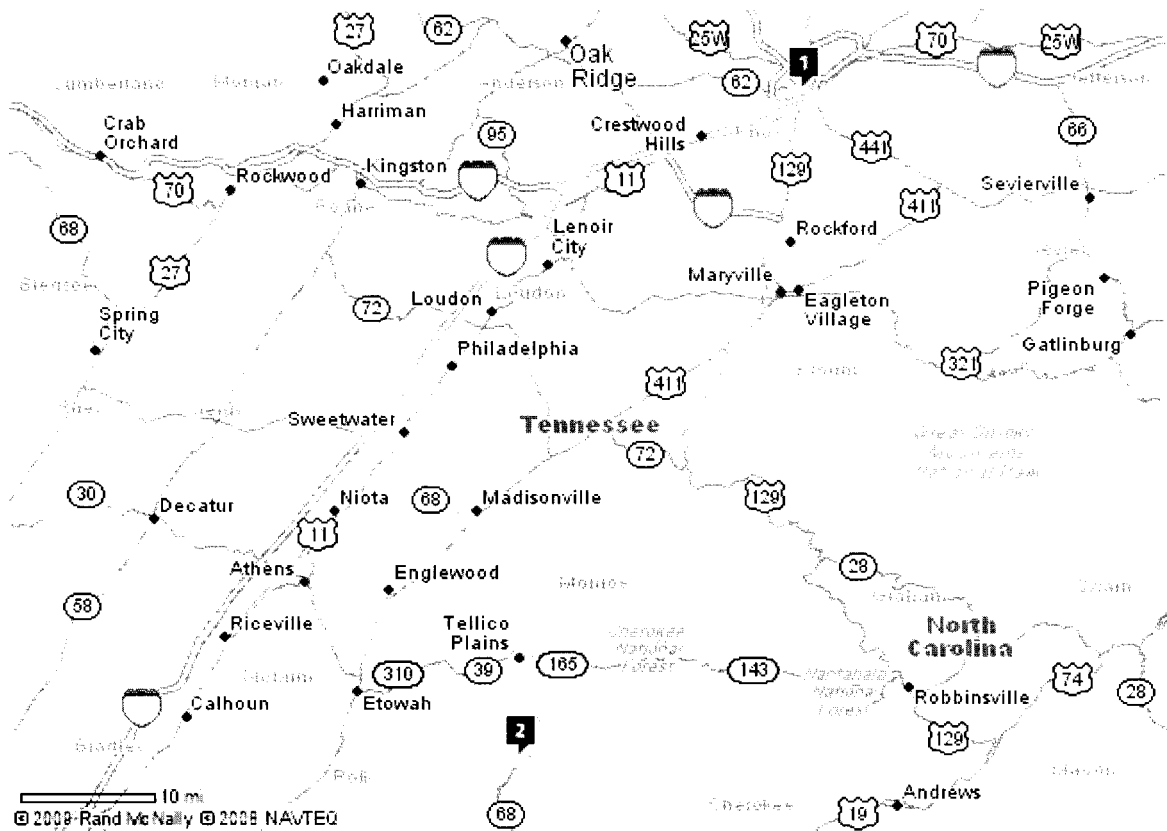 27
62
25W
70
25W
Oakdale
Oak
Ridge
1
62
Harriman
Crab
Orchard
95
Crestwood
Hills
66
Kingston
441
70
Rockwood
11
129
Sevierville
411
68
Lenoir
City
Rockford
27
Maryville
Pigeon
Forge
72
Loudon
Loudon
Eagleton
Village
Spring
City
Gatlinburg
Philadelphia
321
411
Sweetwater
Tennessee
72
30
Decatur
Niota
68
Madisonville
129
11
Athens
Englewood
Monroe
28
58
Riceville
Tellico
Plains
North
Carolina
310
39
165
143
74
Calhoun
Etowah
Robbinsville
28
2
129
10 mi
68
Cherokee
19
Andrews
© 2009 Rand McNally © 2008 NAVTEQ